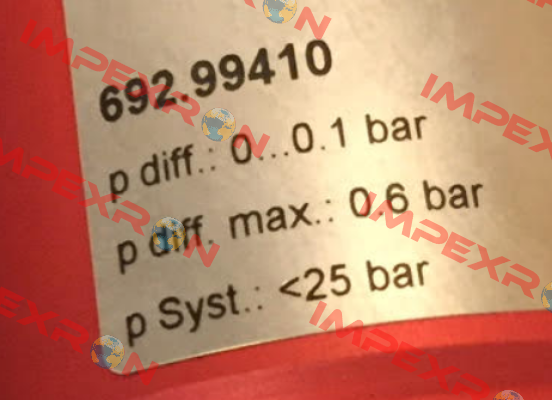 692.99410
p diff.: 0...0.1 bar
p diff. max.: 0.6 bar
p Syst.: <25 bar
IMPEXRON
IMPEXRON
IMPEXRON
IMPEXRON
IMPEXRON